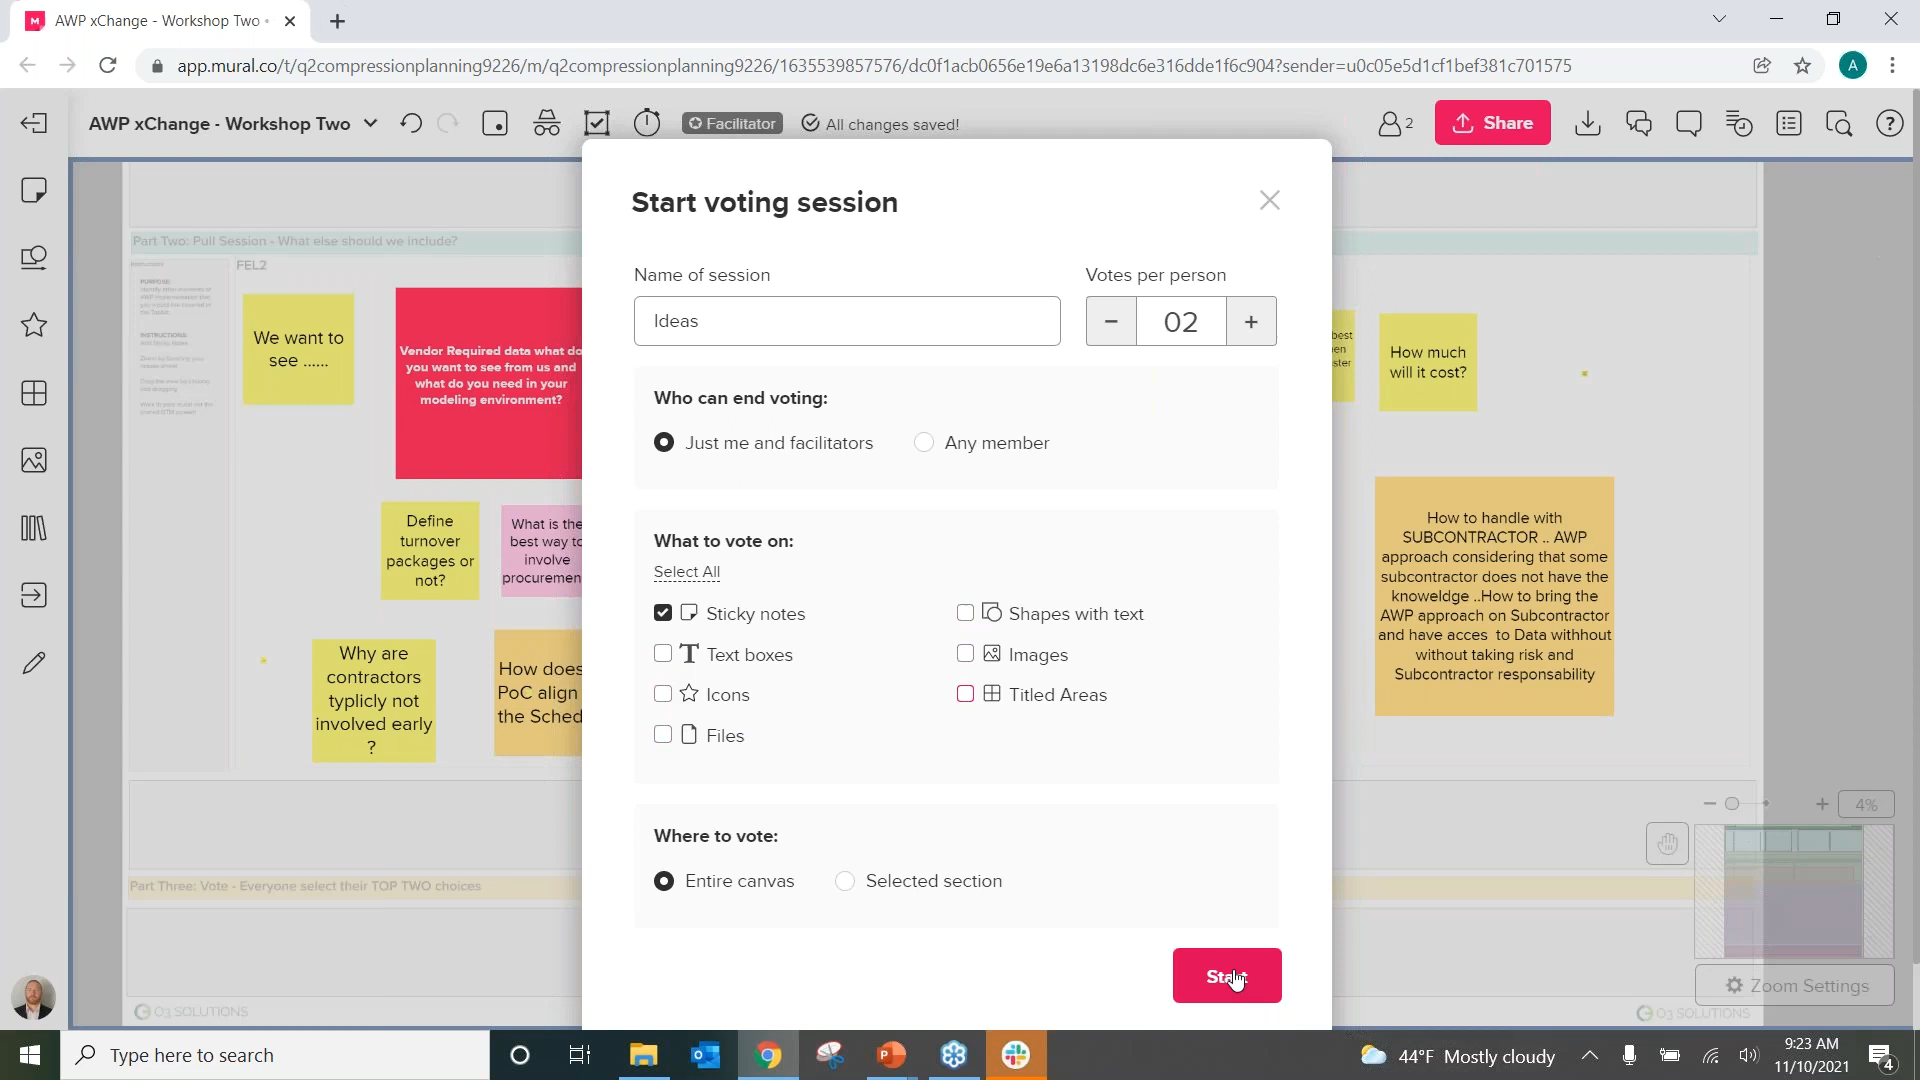 AWP xChange - Workshop Two
app.mural.co/t/q2compressionplanning9226/m/q2compressionplanning9226/1635539857576/dc0f1acb0656e19e6a13198dc6e316dde1f6c904?sender=u0c05e5d1cf1bef381c701575
A
AWP xChange - Workshop Two
Facilitator
All changes saved!
2
Share
Start voting session
Name of session
Votes per person
Ideas
02
Who can end voting:
Just me and facilitators
Any member
What to vote on:
Select All
Sticky notes
Shapes with text
Text boxes
Images
Icons
Titled Areas
Files
Where to vote:
Entire canvas
Selected section
Start
Part Two: Pull Session - What else should we include?
FEL2
PURPOSE:
INSTRUCTIONS:
We want to
see ......
Vendor Required data what do
you want to see from us and
what do you need in your
modeling environment?
Define
turnover
packages or
not?
What is the
best way to
involve
procuremen
Why are
contractors
typlicly not
involved early
?
How does
PoC align
the Sched
best
How much
will it cost?
How to handle with
SUBCONTRACTOR .. AWP
approach considering that some
subcontractor does not have the
knoweldge ..How to bring the
AWP approach on Subcontractor
and have acces to Data withhout
without taking risk and
Subcontractor responsability
Part Three: Vote - Everyone select their TOP TWO choices
O3 SOLUTIONS
O3 SOLUTIONS
4%
Zoom Settings
Type here to search
44°F Mostly cloudy
9:23 AM
11/10/2021
4